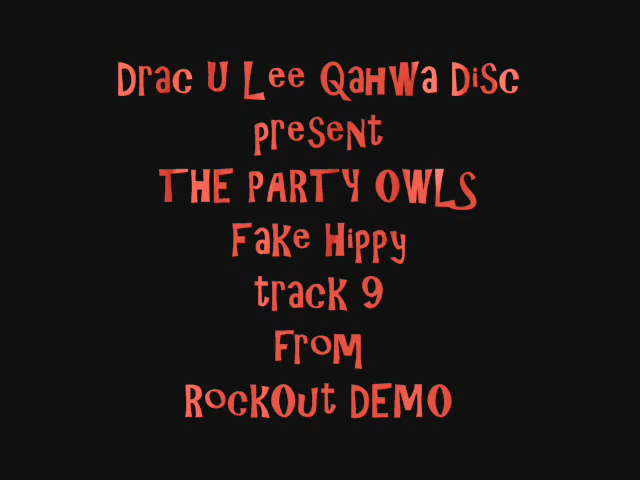 Drac U Lee Qahwa Disc
present
THE PARTY OWLS
Fake Hippy
track 9
From
RockOut DEMO